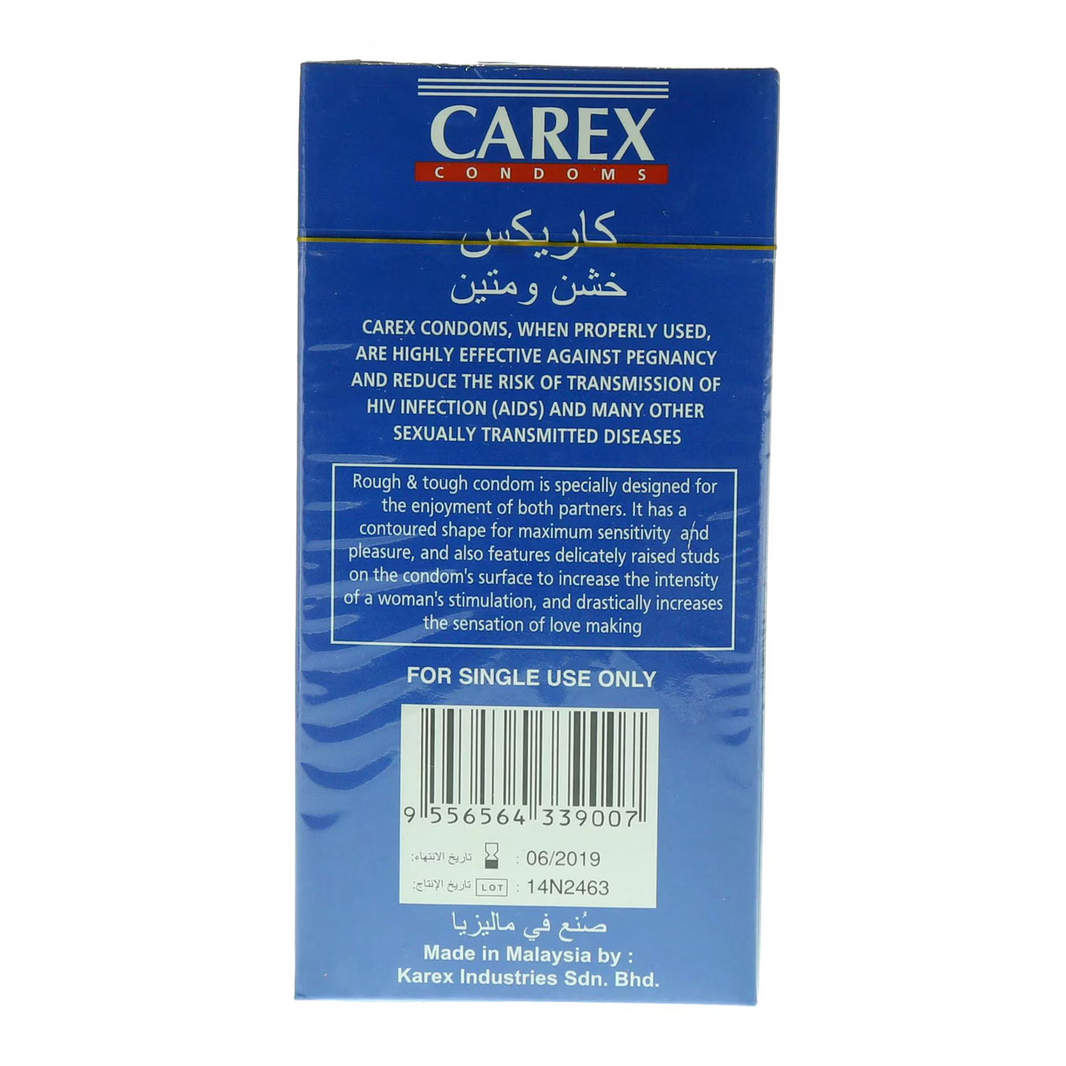 CAREX
CONDOMS
كاريكس
خشن ومتين
CAREX CONDOMS, WHEN PROPERLY USED,
ARE HIGHLY EFFECTIVE AGAINST PEGNANCY
AND REDUCE THE RISK OF TRANSMISSION OF
HIV INFECTION (AIDS) AND MANY OTHER
SEXUALLY TRANSMITTED DISEASES
Rough & tough condom is specially designed for
the enjoyment of both partners. It has a
contoured shape for maximum sensitivity and
pleasure, and also features delicately raised studs
on the condom's surface to increase the intensity
of a woman's stimulation, and drastically increases
the sensation of love making
FOR SINGLE USE ONLY
9 556564 339007
تاريخ الانتهاء: : 06/2019
تاريخ الإنتاج: LOT : 14N2463
صُنع في ماليزيا
Made in Malaysia by :
Karex Industries Sdn. Bhd.